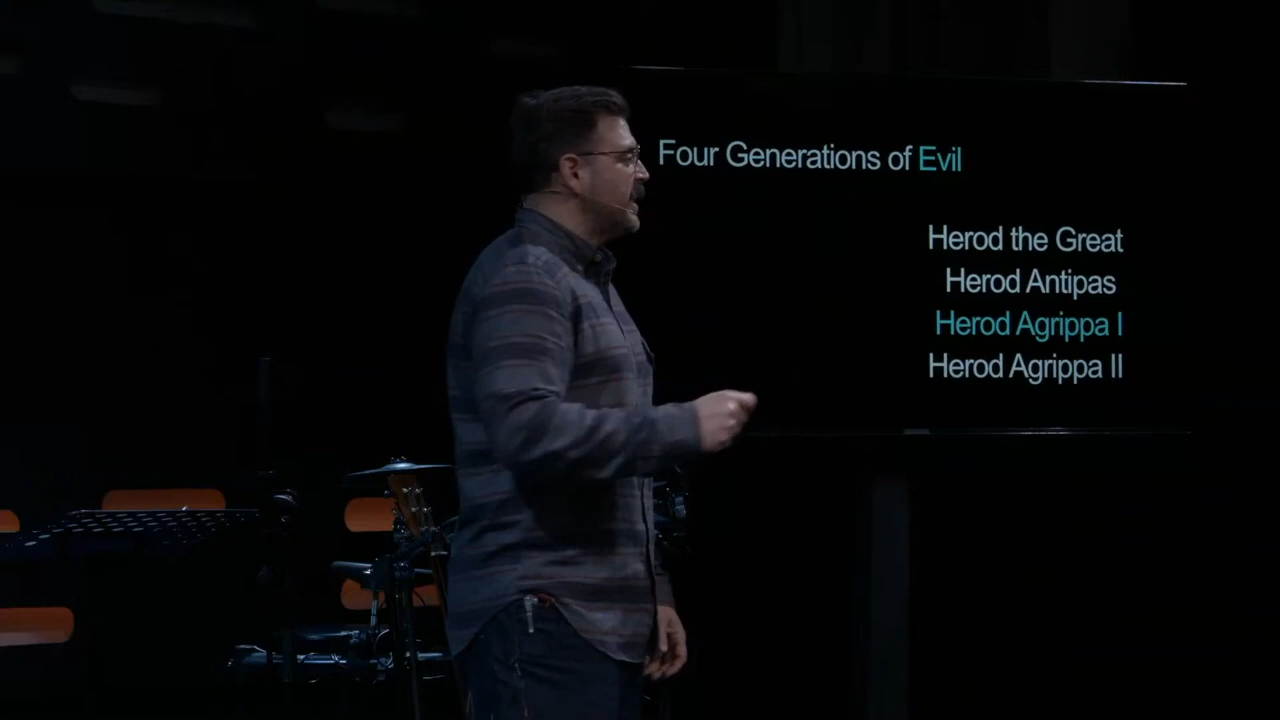 Four Generations of Evil
Herod the Great
Herod Antipas
Herod Agrippa I
Herod Agrippa II